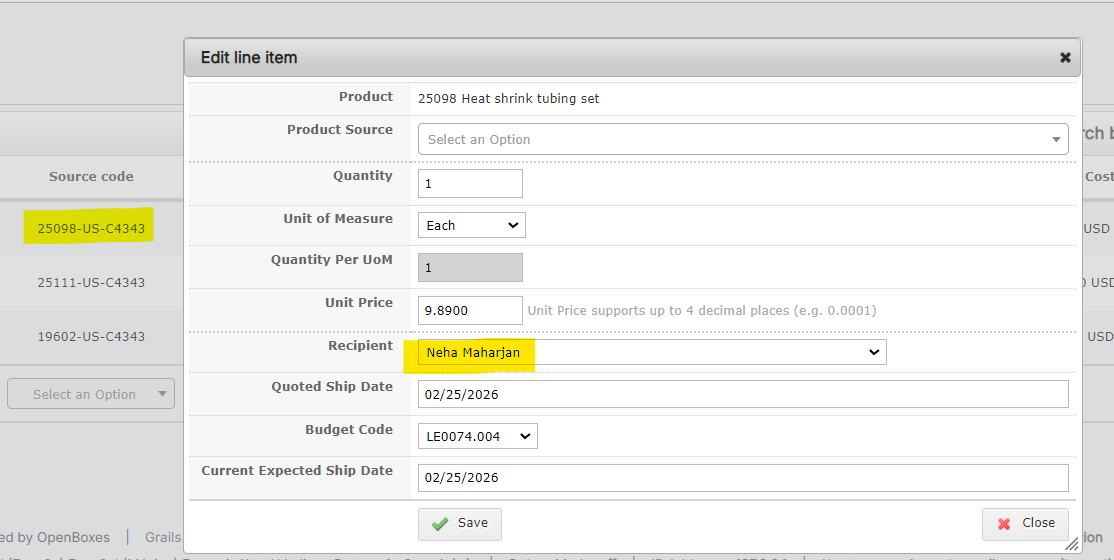 Edit line item
Product 25098 Heat shrink tubing set
Product Source Select an Option
Source code
Quantity 1
Cost
Unit of Measure Each
25098-US-C4343
USD
Quantity Per UoM 1
25111-US-C4343
USD
Unit Price 9.8900 Unit Price supports up to 4 decimal places (e.g. 0.0001)
19602-US-C4343
USD
Recipient Neha Maharjan
Quoted Ship Date 02/25/2026
Select an Option
Budget Code LE0074.004
Current Expected Ship Date 02/25/2026
Save Close
by OpenBoxes | Grails